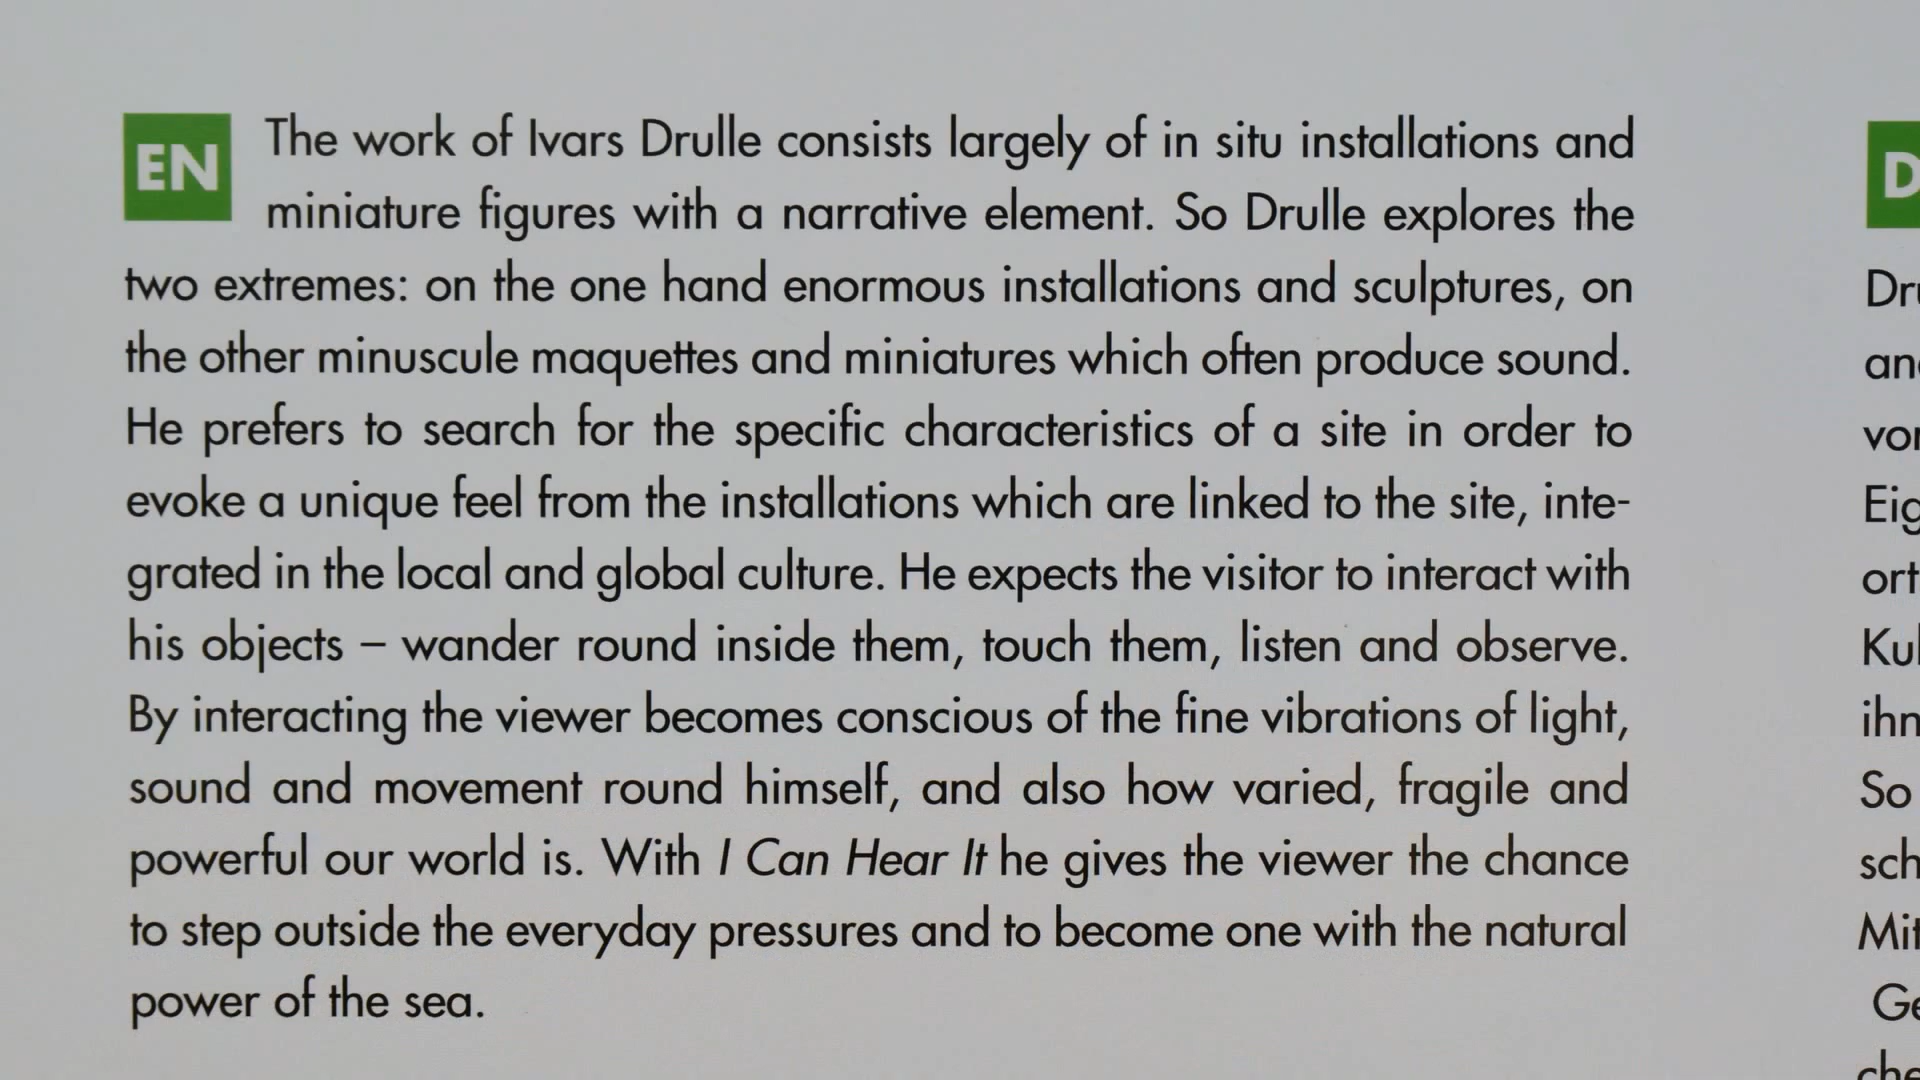 EN
The work of Ivars Drulle consists largely of in situ installations and
miniature figures with a narrative element. So Drulle explores the
two extremes: on the one hand enormous installations and sculptures, on
the other minuscule maquettes and miniatures which often produce sound.
He prefers to search for the specific characteristics of a site in order to
evoke a unique feel from the installations which are linked to the site, inte-
grated in the local and global culture. He expects the visitor to interact with
his objects – wander round inside them, touch them, listen and observe.
By interacting the viewer becomes conscious of the fine vibrations of light,
sound and movement round himself, and also how varied, fragile and
powerful our world is. With I Can Hear It he gives the viewer the chance
to step outside the everyday pressures and to become one with the natural
power of the sea.
So